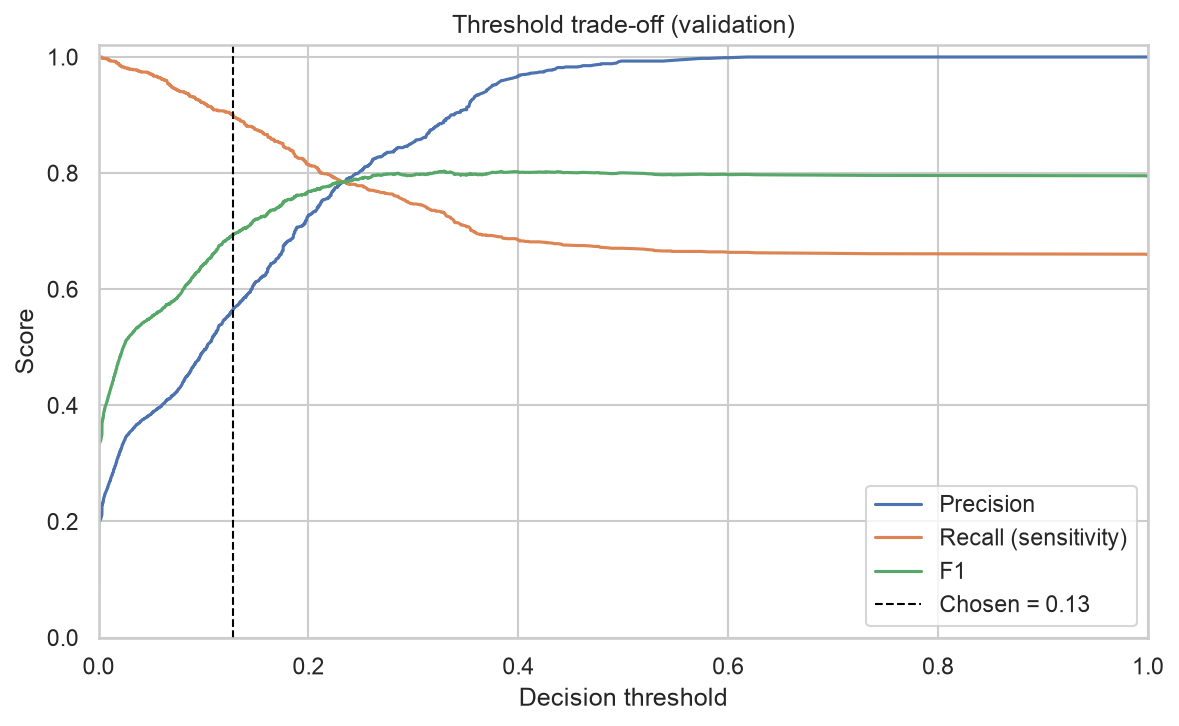 Threshold trade-off (validation)
Score
1.0
0.8
0.6
0.4
0.2
0.0
0.0 0.2 0.4 0.6 0.8 1.0
Decision threshold
Precision
Recall (sensitivity)
F1
Chosen = 0.13